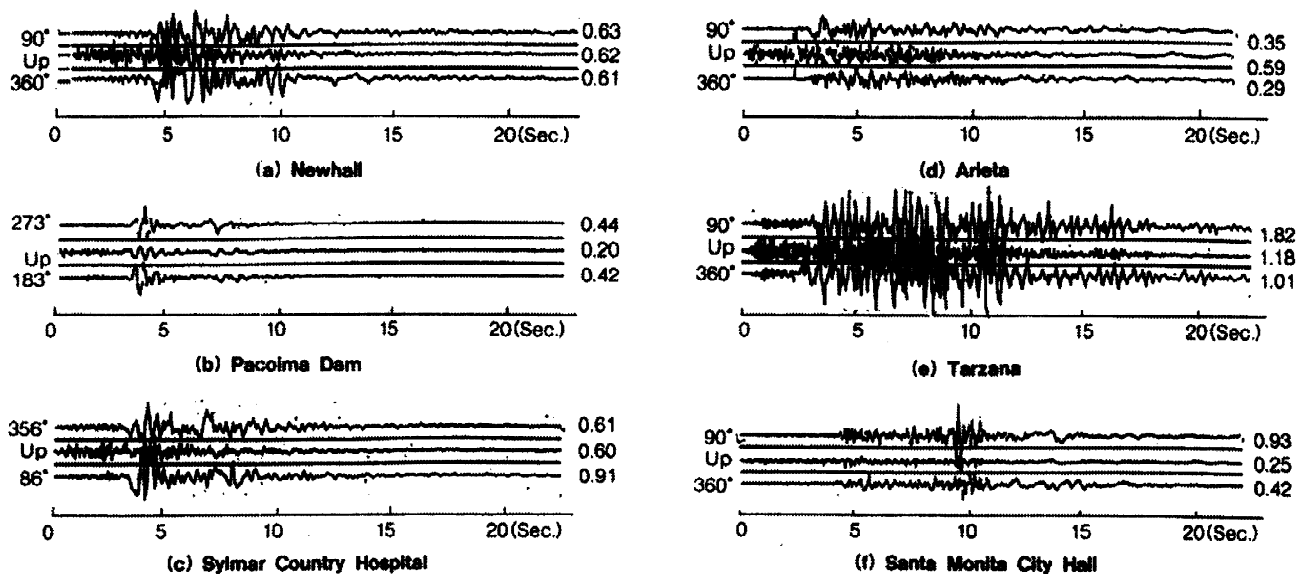 90° 0.63
Up 0.62
360° 0.61
0 5 10 15 20(Sec.)
(a) Newhall
273° 0.44
Up 0.20
183° 0.42
0 5 10 15 20(Sec.)
(b) Pacoima Dam
356° 0.61
Up 0.60
86° 0.91
0 5 10 15 20(Sec.)
(c) Sylmar Country Hospital
90° 0.35
Up 0.59
360° 0.29
0 5 10 15 20(Sec.)
(d) Arleta
90° 1.82
Up 1.18
360° 1.01
0 5 10 15 20(Sec.)
(e) Tarzana
90° 0.93
Up 0.25
360° 0.42
0 5 10 15 20(Sec.)
(f) Santa Monita City Hall